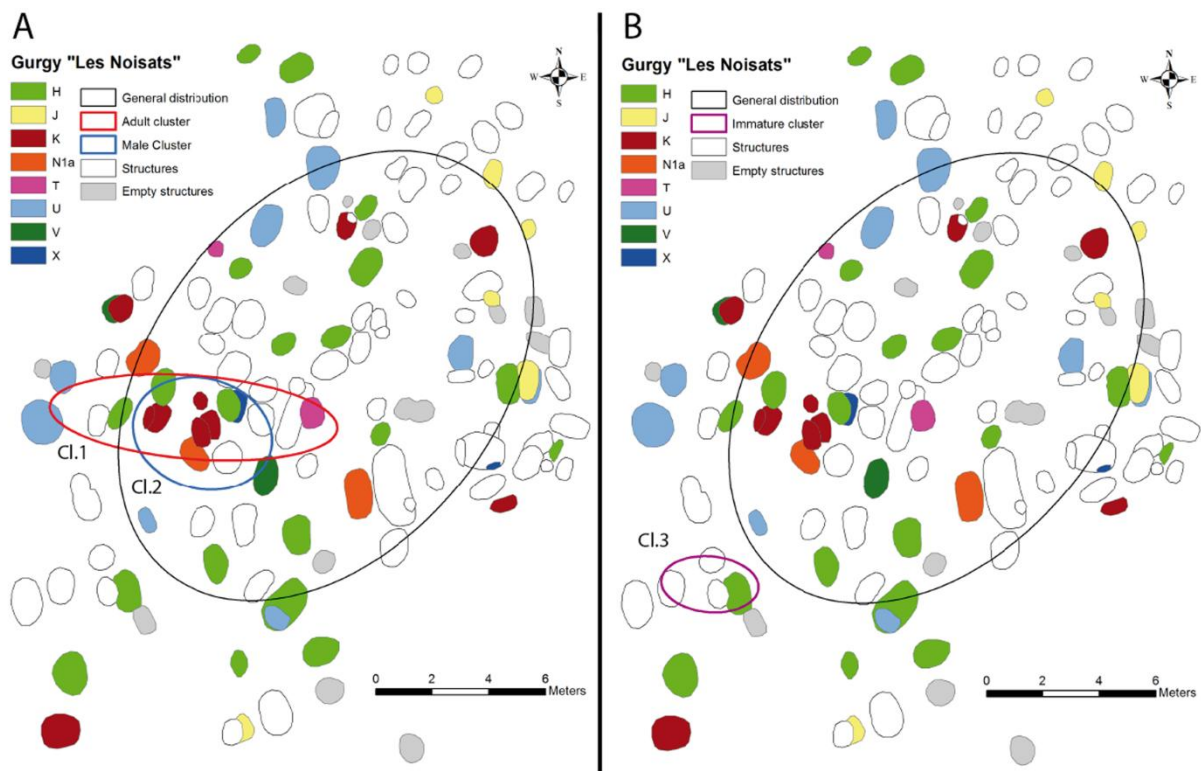 A
Gurgy "Les Noisats"
H
J
K
N1a
T
U
V
X
General distribution
Adult cluster
Male Cluster
Structures
Empty structures
N
W E
S
Cl.1
Cl.2
0 2 4 6
Meters
B
Gurgy "Les Noisats"
H
J
K
N1a
T
U
V
X
General distribution
Immature cluster
Structures
Empty structures
N
W E
S
Cl.3
0 2 4 6
Meters